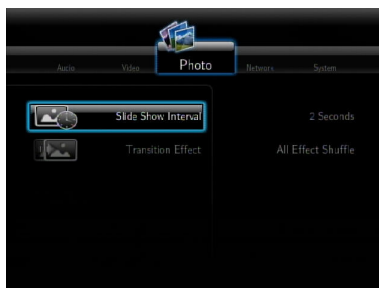 Audio Video Photo Network System
Slide Show Interval 2 Seconds
Transition Effect All Effect Shuffle